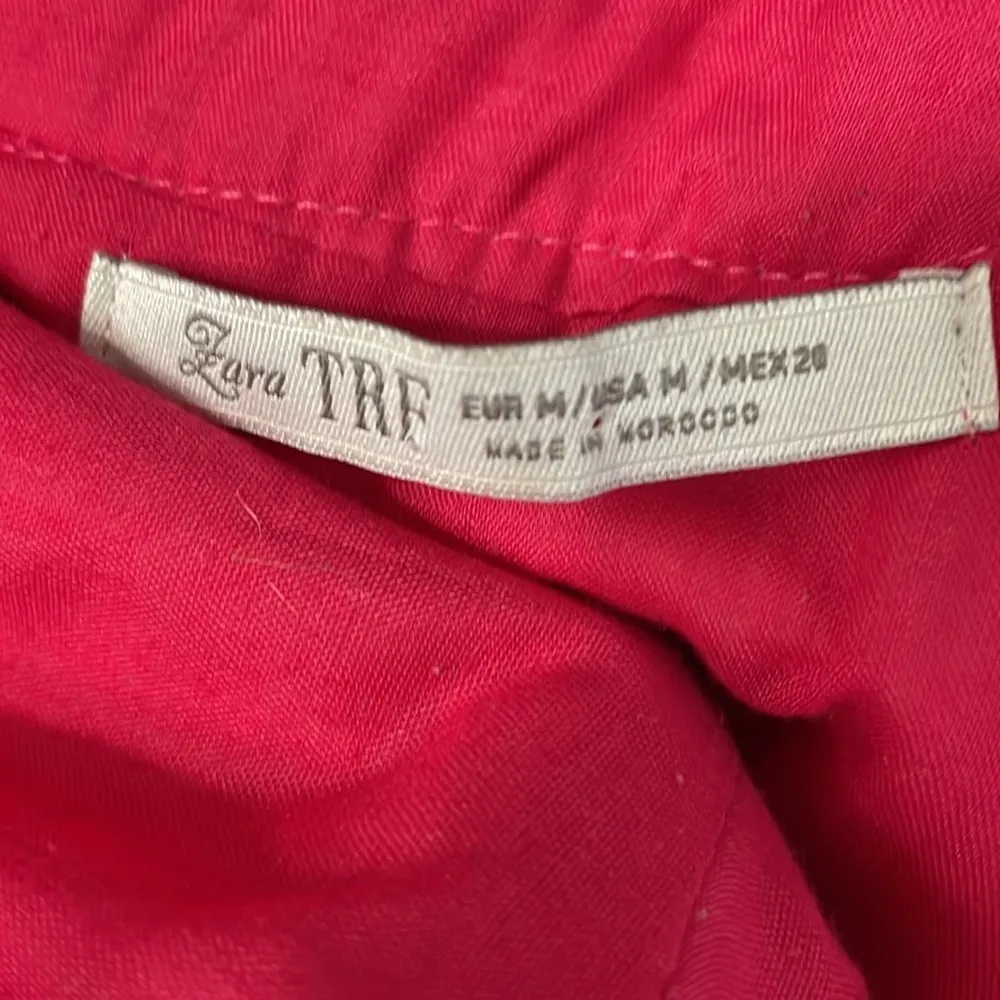 Zara TRF EUR M/USA M/MEX 28
MADE IN MOROCCO